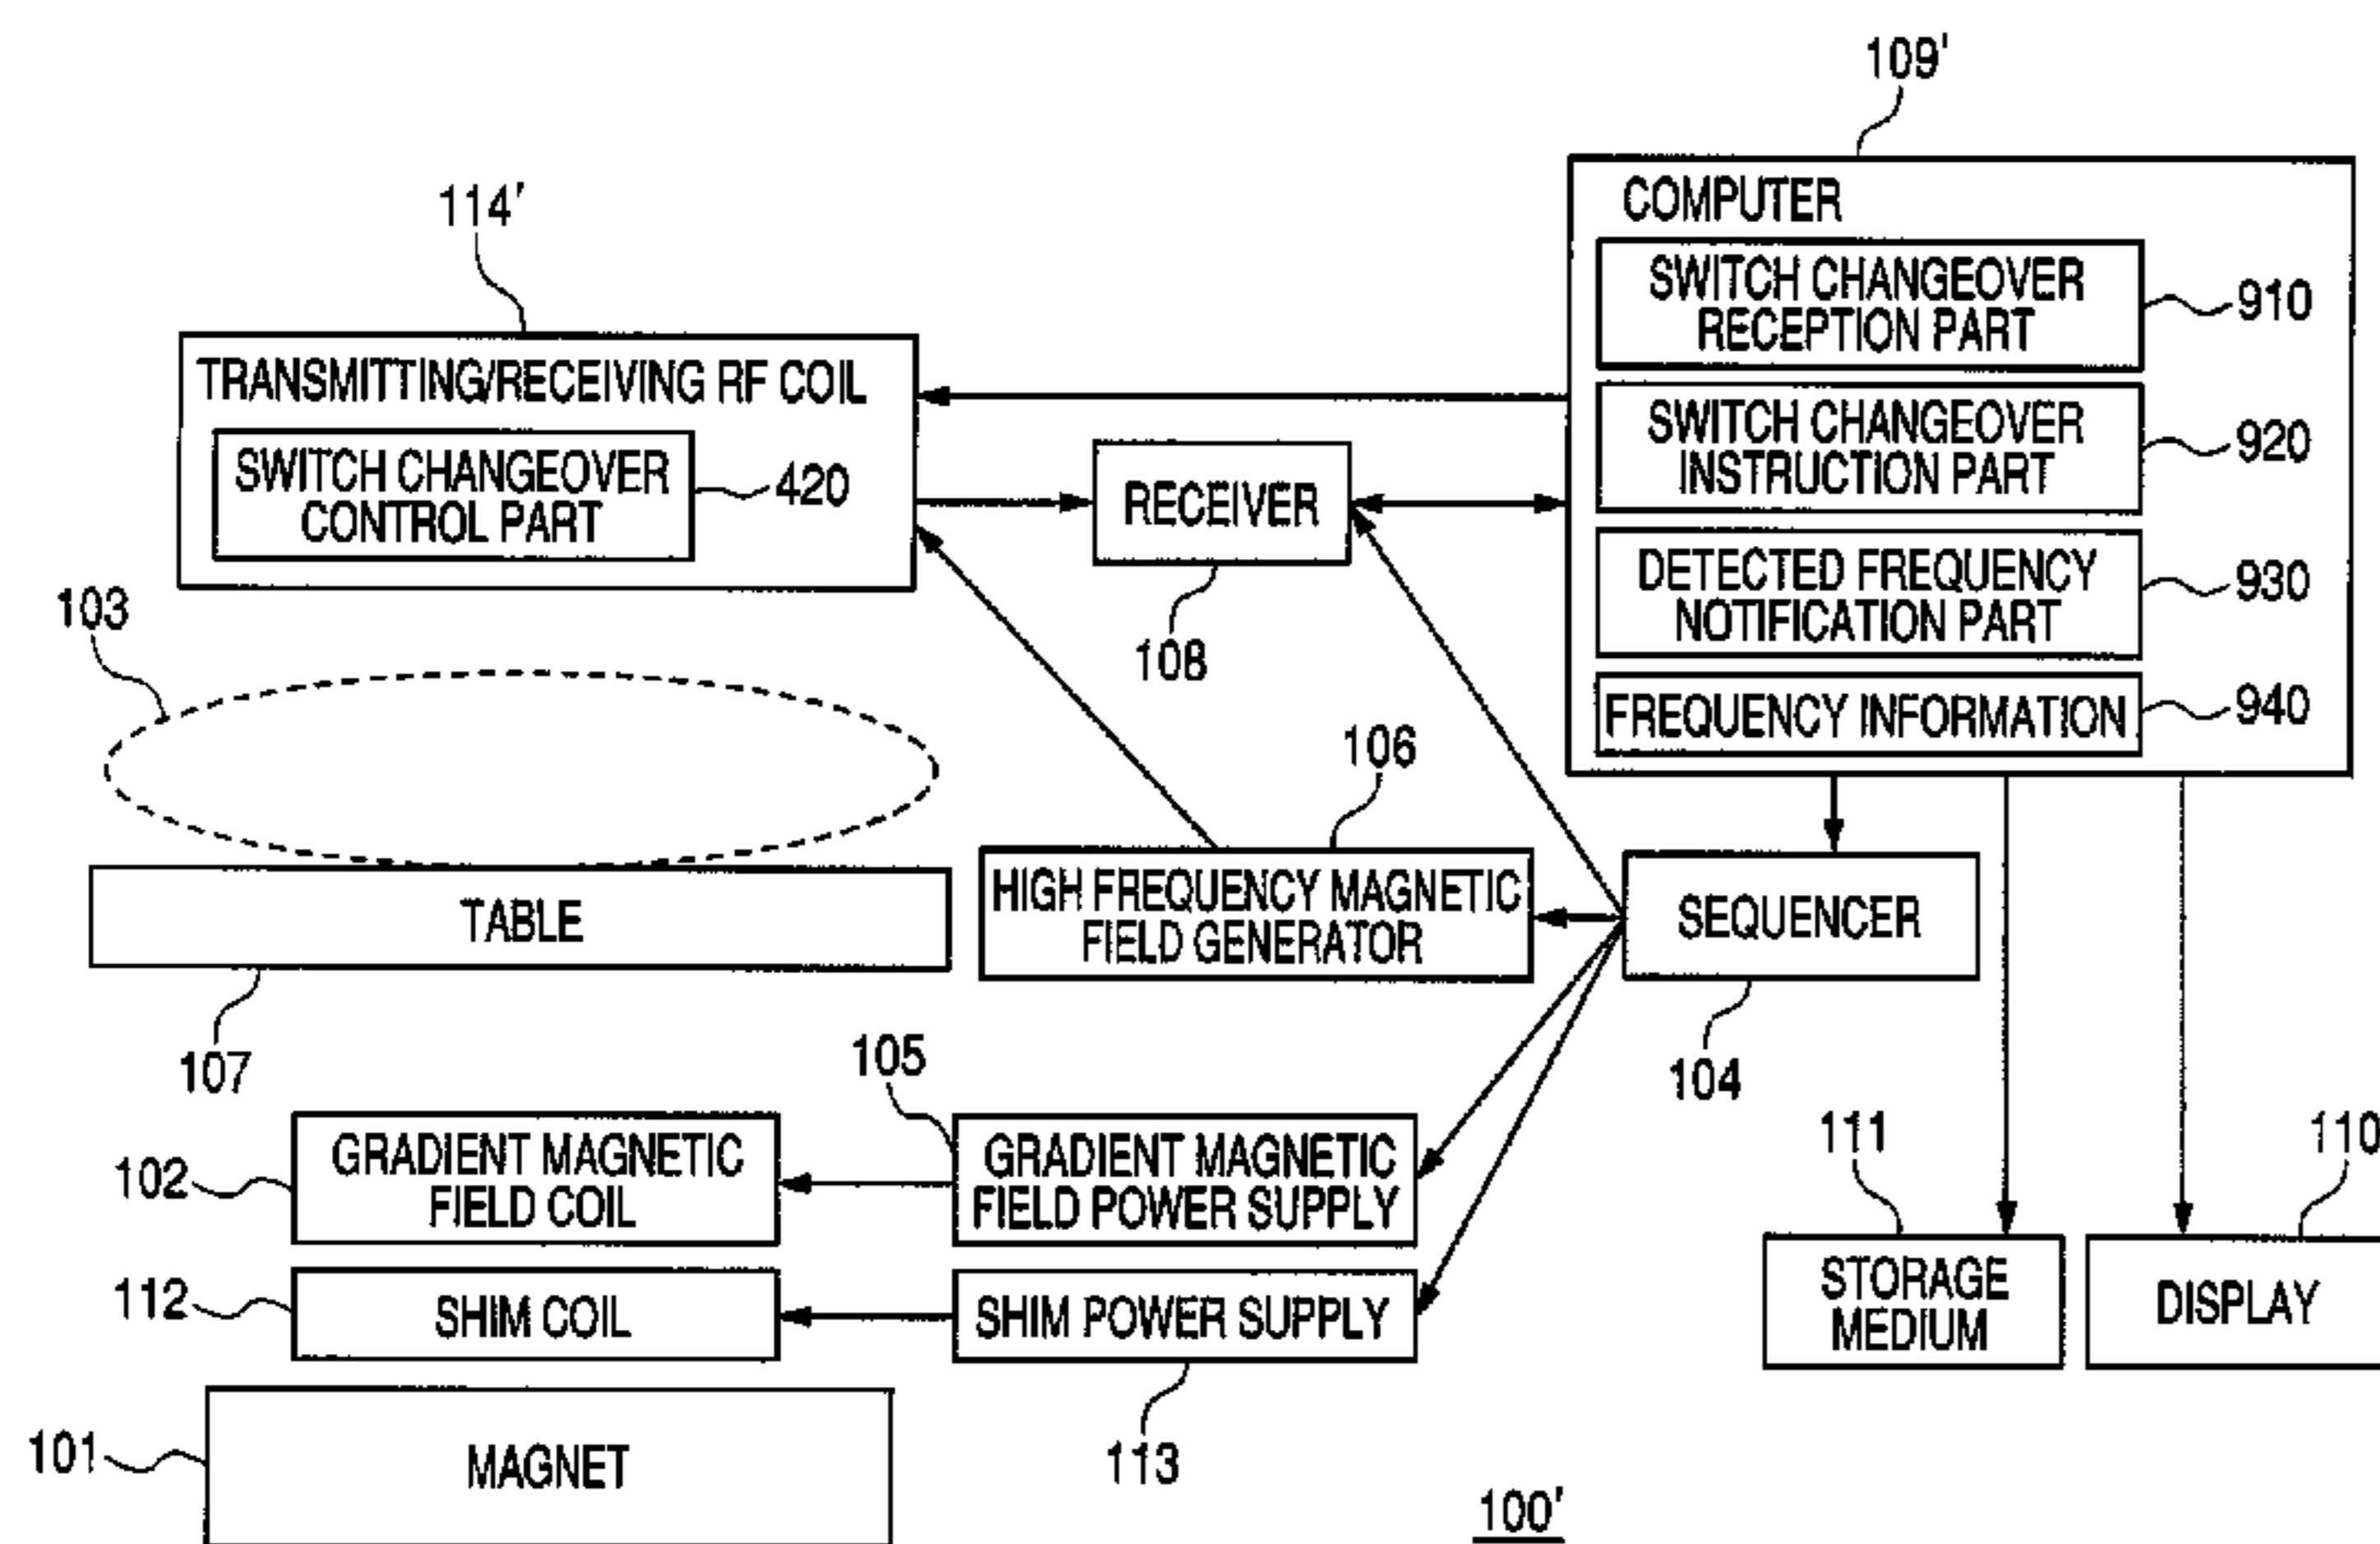 109'
COMPUTER
114'
SWITCH CHANGEOVER
RECEPTION PART
910
TRANSMITTING/RECEIVING RF COIL
SWITCH CHANGEOVER
INSTRUCTION PART
920
SWITCH CHANGEOVER
CONTROL PART
420
RECEIVER
108
DETECTED FREQUENCY
NOTIFICATION PART
930
103
FREQUENCY INFORMATION
940
106
TABLE
107
HIGH FREQUENCY MAGNETIC
FIELD GENERATOR
SEQUENCER
104
105
102
GRADIENT MAGNETIC
FIELD COIL
GRADIENT MAGNETIC
FIELD POWER SUPPLY
111
110
112
SHIM COIL
SHIM POWER SUPPLY
113
STORAGE
MEDIUM
DISPLAY
101
MAGNET
100'